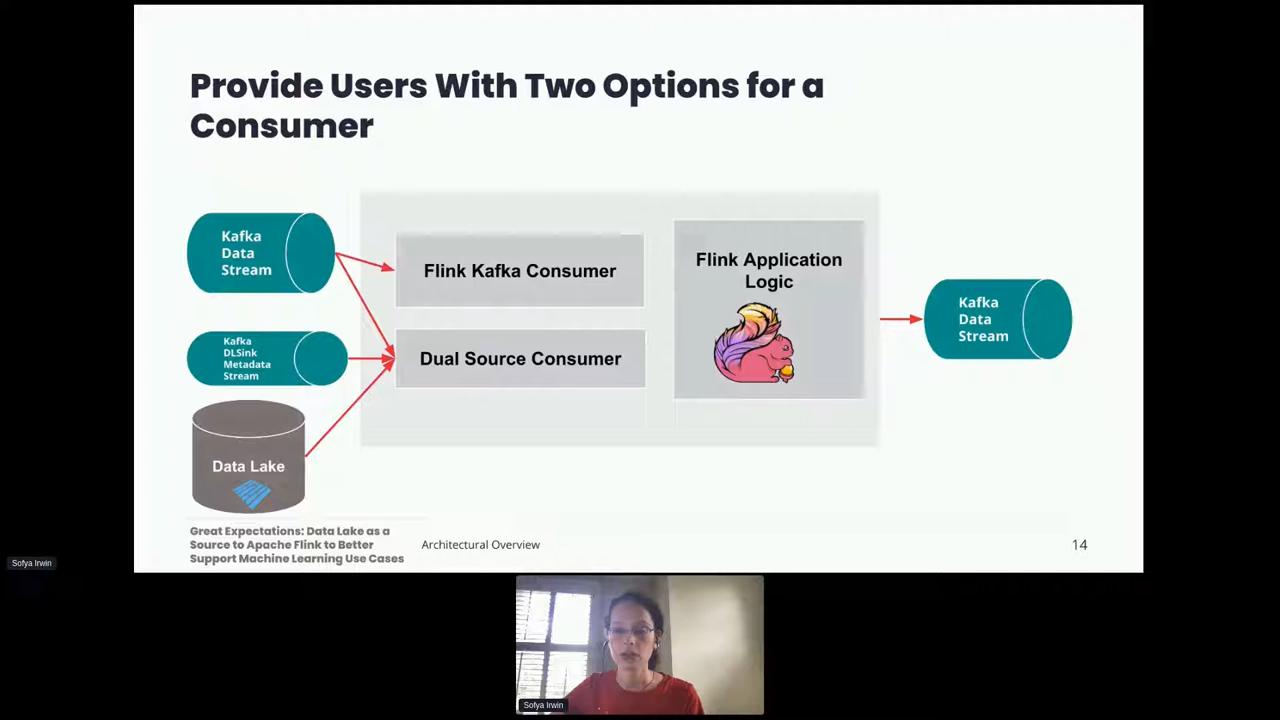 Provide Users With Two Options for a
Consumer
Kafka
Data
Stream
Flink Kafka Consumer
Flink Application
Logic
Kafka
Data
Stream
Kafka
DLSink
Metadata
Stream
Dual Source Consumer
Data Lake
Great Expectations: Data Lake as a
Source to Apache Flink to Better
Support Machine Learning Use Cases
Architectural Overview
14
Sofya Irwin
Sofya Irwin